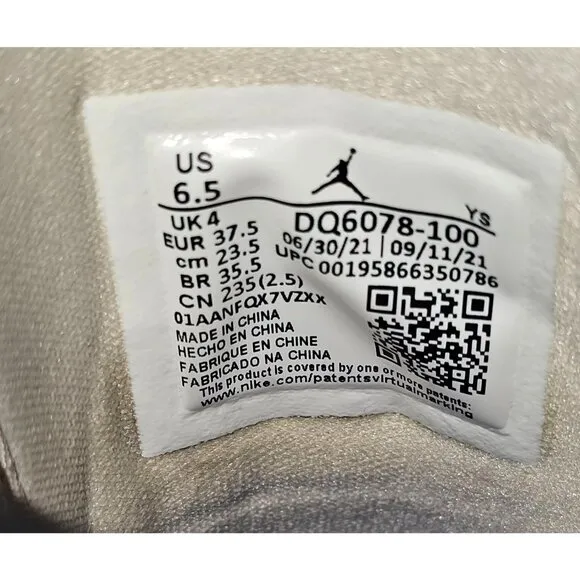 US
6.5
YS
UK 4
EUR 37.5
cm 23.5
BR 35.5
CN 235(2.5)
DQ6078-100
06/30/21 | 09/11/21
UPC 00195866350786
01AANFQX7VZXX
MADE IN CHINA
HECHO EN CHINA
FABRIQUE EN CHINE
FABRICADO NA CHINA
This product is covered by one or more patents:
www.nike.com/patentsvirtualmarking